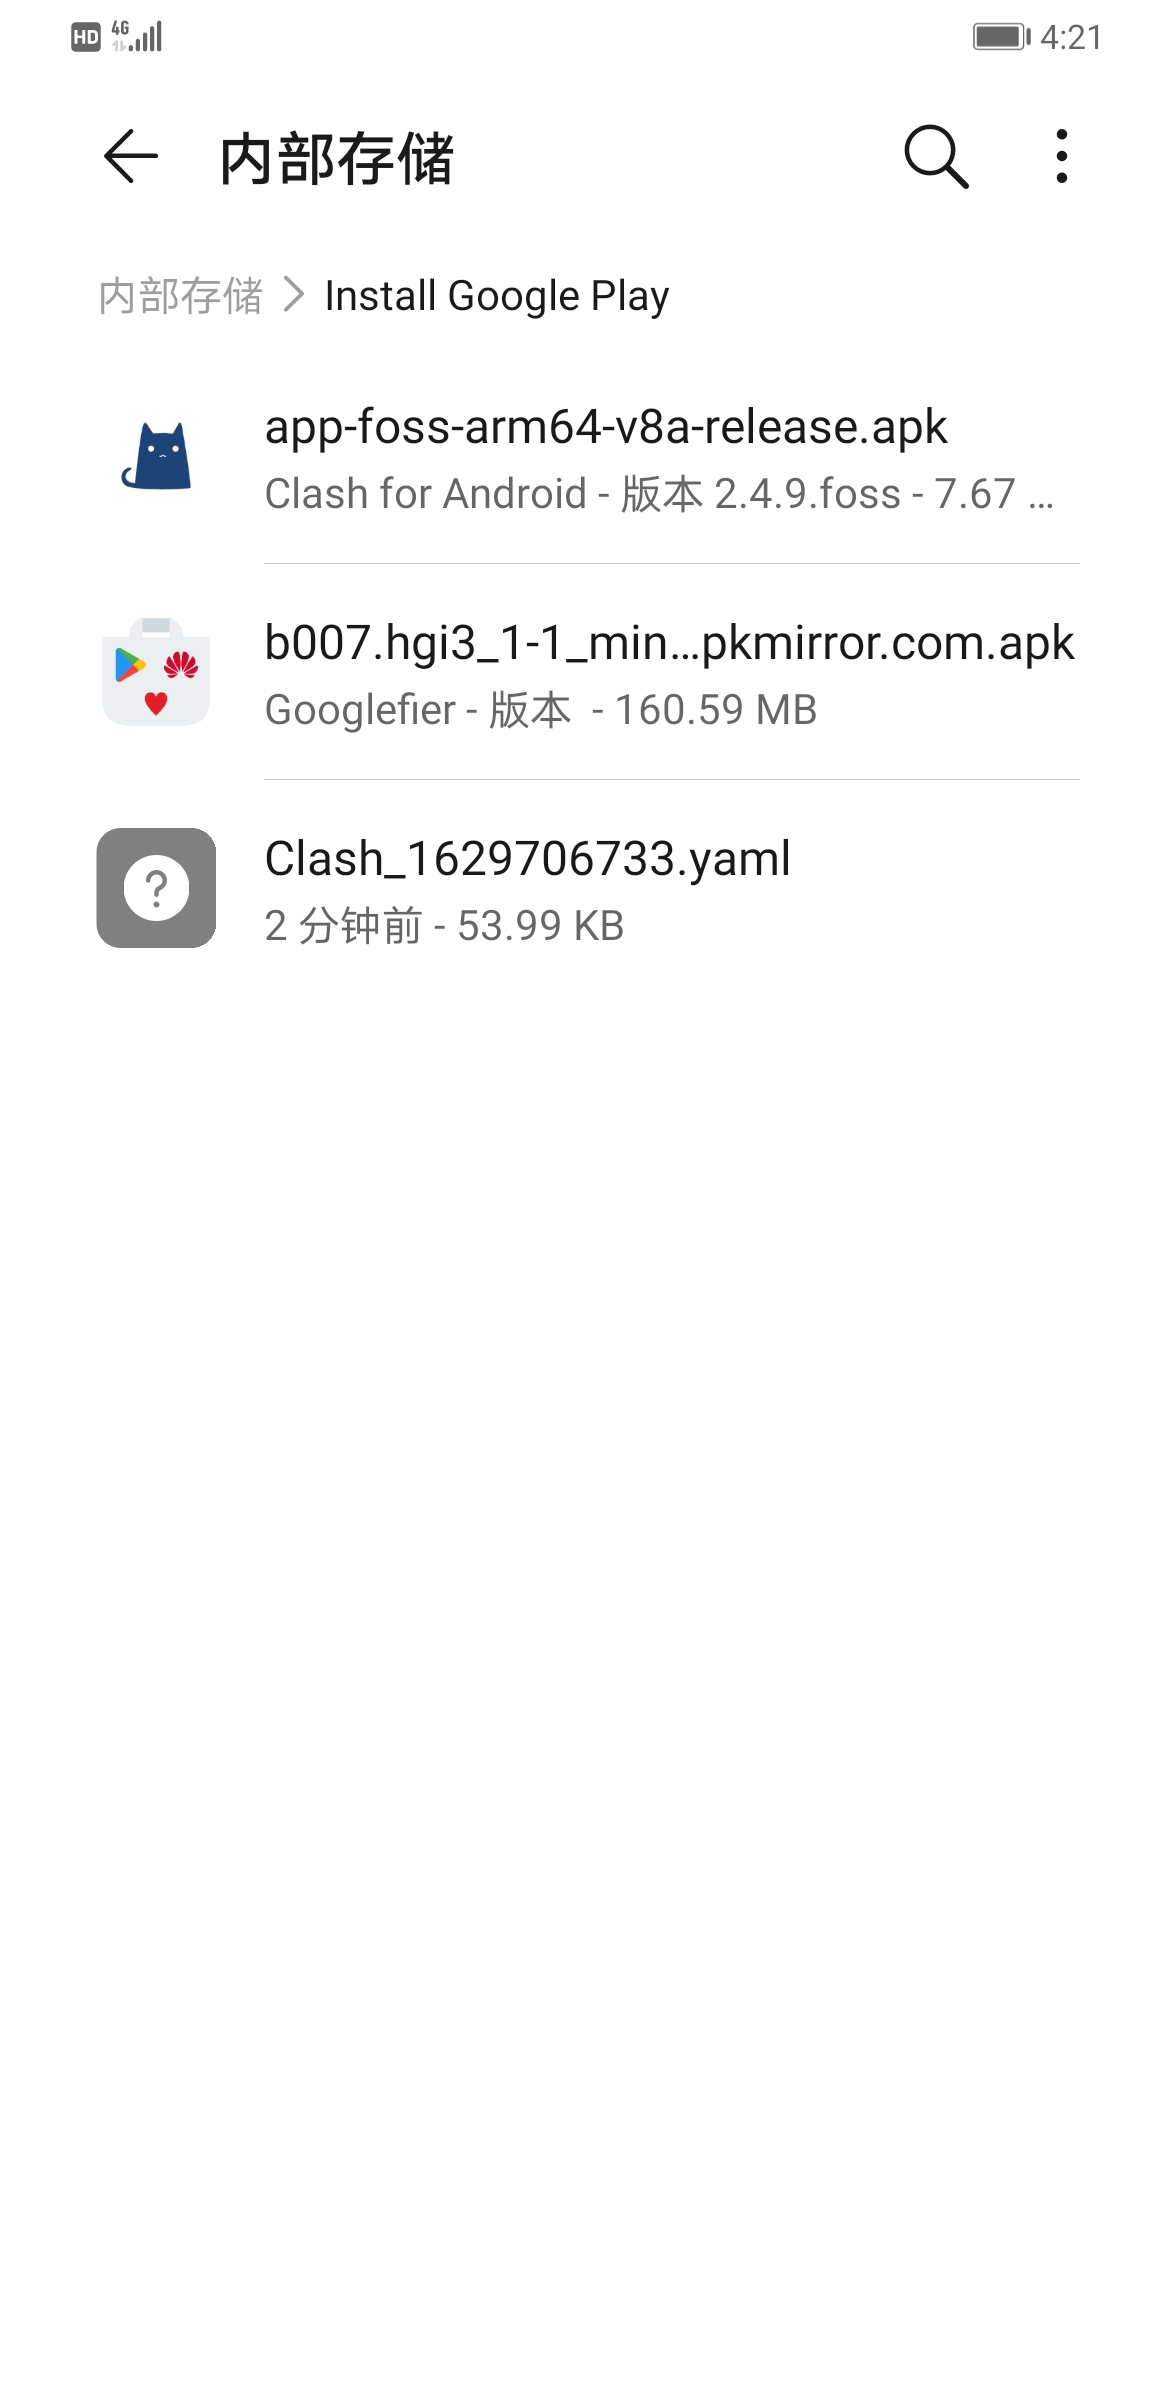 HD 4G 4:21
内部存储
内部存储 > Install Google Play
app-foss-arm64-v8a-release.apk
Clash for Android - 版本 2.4.9.foss - 7.67 ...
b007.hgi3_1-1_min...pkmirror.com.apk
Googlefier - 版本 - 160.59 MB
Clash_1629706733.yaml
2 分钟前 - 53.99 KB